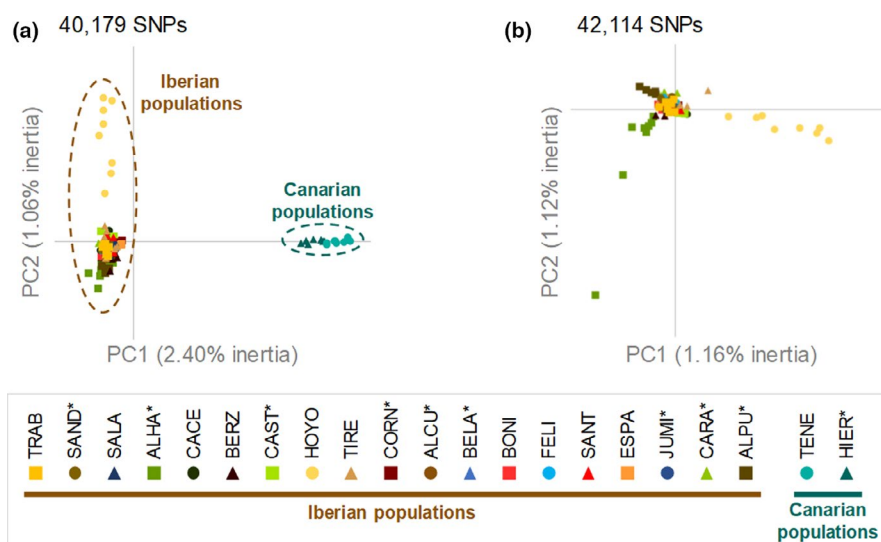 (a) 40,179 SNPs
Iberian
populations
Canarian
populations
PC2 (1.06% inertia)
PC1 (2.40% inertia)
(b) 42,114 SNPs
PC2 (1.12% inertia)
PC1 (1.16% inertia)
TRAB
SAND*
SALA
ALHA*
CACE
BERZ
CAST*
HOYO
TIRE
CORN*
ALCU*
BELA*
BONI
FELI
SANT
ESPA
JUMI*
CARA*
ALPU*
TENE
HIER*
Iberian populations
Canarian
populations